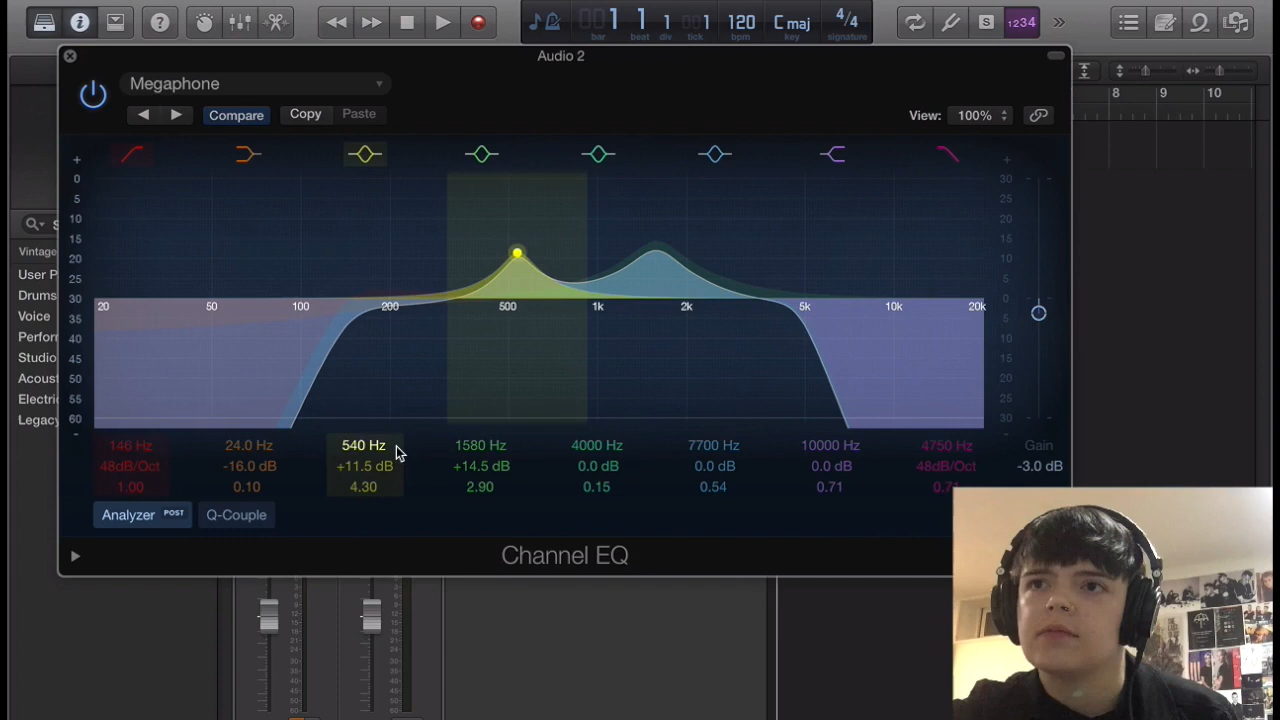 001 1 1 001 120 C maj 4/4
bar beat div tick bpm key signature
S 1234
Audio 2
Megaphone
Compare Copy Paste View: 100%
8 9 10
+ +
0 30
5 25
10 20
15 15
20 10
25 5
30 0
20 50 100 200 500 1k 2k 5k 10k 20k
35 5
40 10
45 15
50 20
55 25
60 30
- -
S
Vintage
User P
Drums
Voice
Perform
Studio
Acoust
Electri
Legacy
146 Hz 24.0 Hz 540 Hz 1580 Hz 4000 Hz 7700 Hz 10000 Hz 4750 Hz Gain
48dB/Oct -16.0 dB +11.5 dB +14.5 dB 0.0 dB 0.0 dB 0.0 dB 48dB/Oct -3.0 dB
1.00 0.10 4.30 2.90 0.15 0.54 0.71 0.71
Analyzer POST Q-Couple
Channel EQ